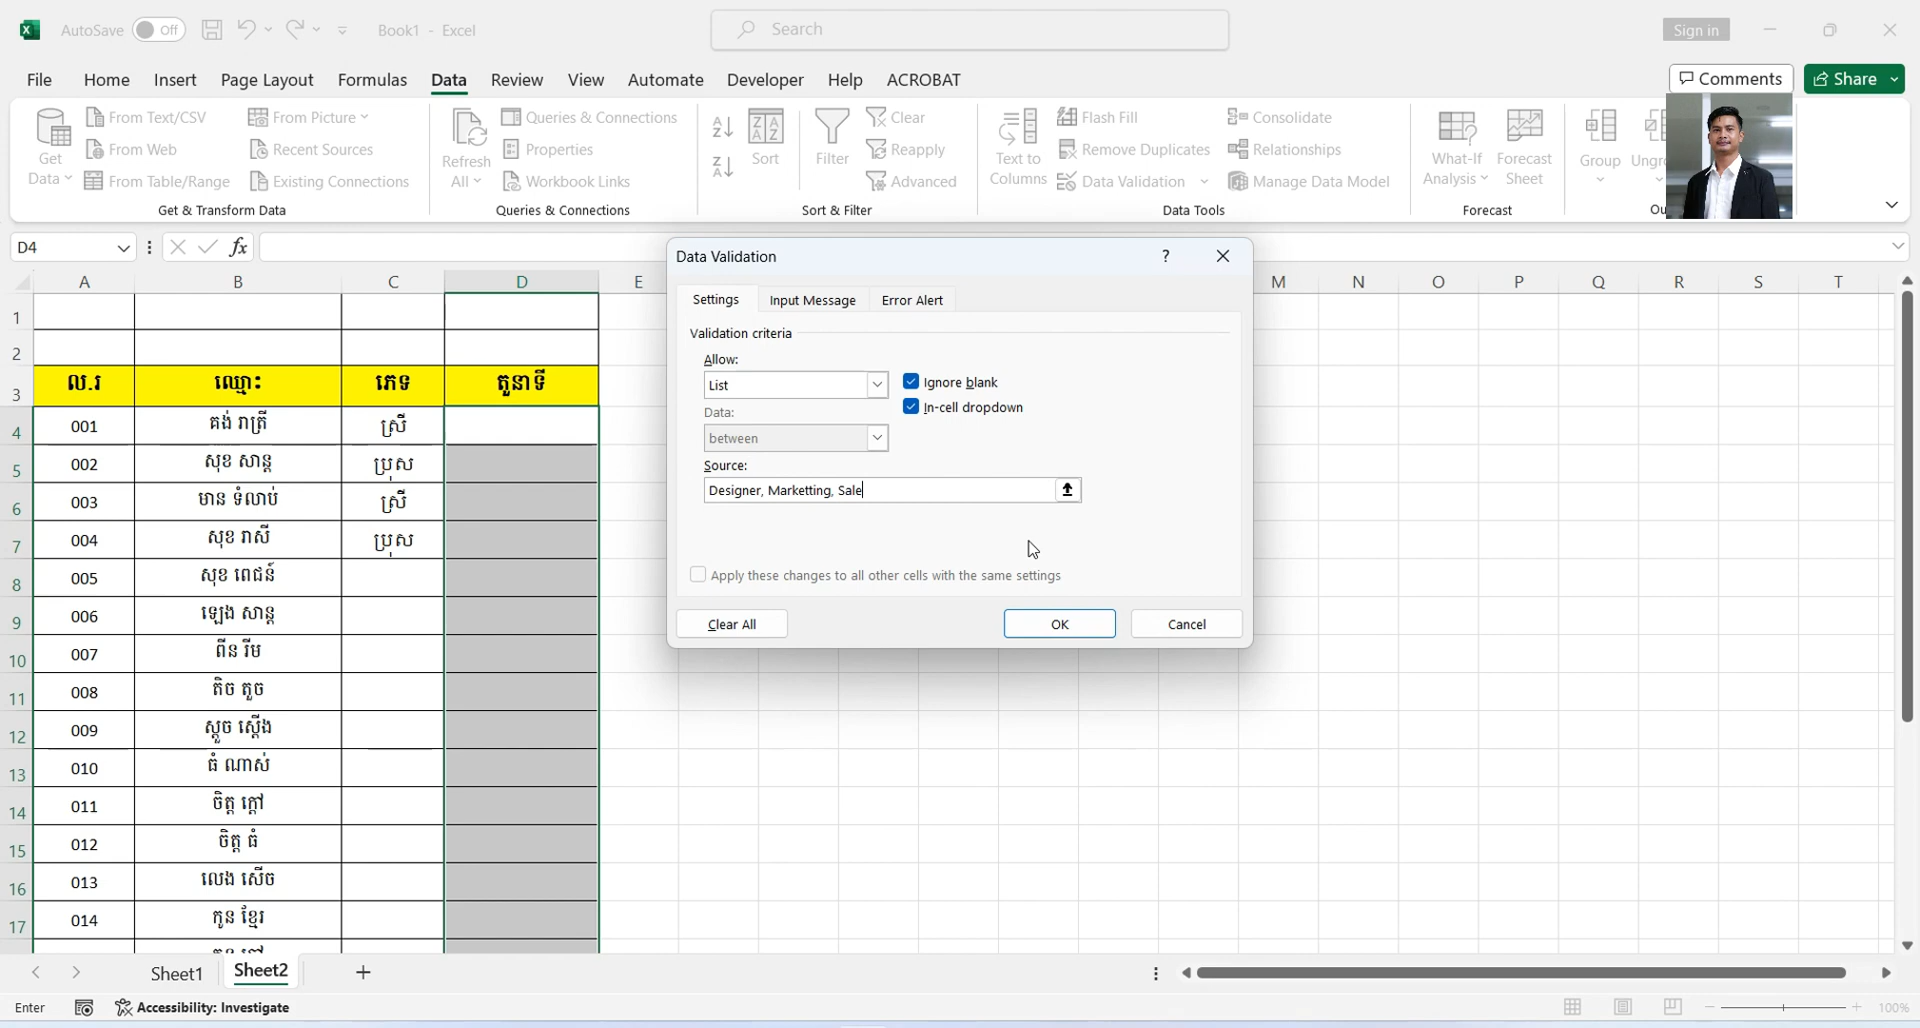 AutoSave Off Book1 - Excel Search Sign in
File Home Insert Page Layout Formulas Data Review View Automate Developer Help ACROBAT Comments Share
Get Data From Text/CSV From Web From Table/Range From Picture Recent Sources Existing Connections
Get & Transform Data
Refresh All Queries & Connections Properties Workbook Links
Queries & Connections
Sort Filter Clear Reapply Advanced
Sort & Filter
Text to Columns Flash Fill Remove Duplicates Data Validation Consolidate Relationships Manage Data Model
Data Tools
What-If Analysis Forecast Sheet
Forecast
Group Ungr
Ou
D4 fx
Data Validation ?
Settings Input Message Error Alert
Validation criteria
Allow:
List Ignore blank
In-cell dropdown
Data:
between
Source:
Designer, Marketting, Sale
Apply these changes to all other cells with the same settings
Clear All OK Cancel
A B C D E M N O P Q R S T
1
2
3 ល.រ ឈ្មោះ ភេទ តួនាទី
4 001 គង់ រាត្រី ស្រី
5 002 សុខ សាន្ត ប្រុស
6 003 មាន ទំលាប់ ស្រី
7 004 សុខ រាសី ប្រុស
8 005 សុខ ពេជន៍
9 006 ឡេង សាន្ត
10 007 ពីន រីម
11 008 តិច តួច
12 009 ស្តួច ស្តើង
13 010 ធំ ណាស់
14 011 ចិត្ត ក្តៅ
15 012 ចិត្ត ធំ
16 013 លេង សើច
17 014 កូន ខ្មែរ
Sheet1 Sheet2
Enter Accessibility: Investigate 100%